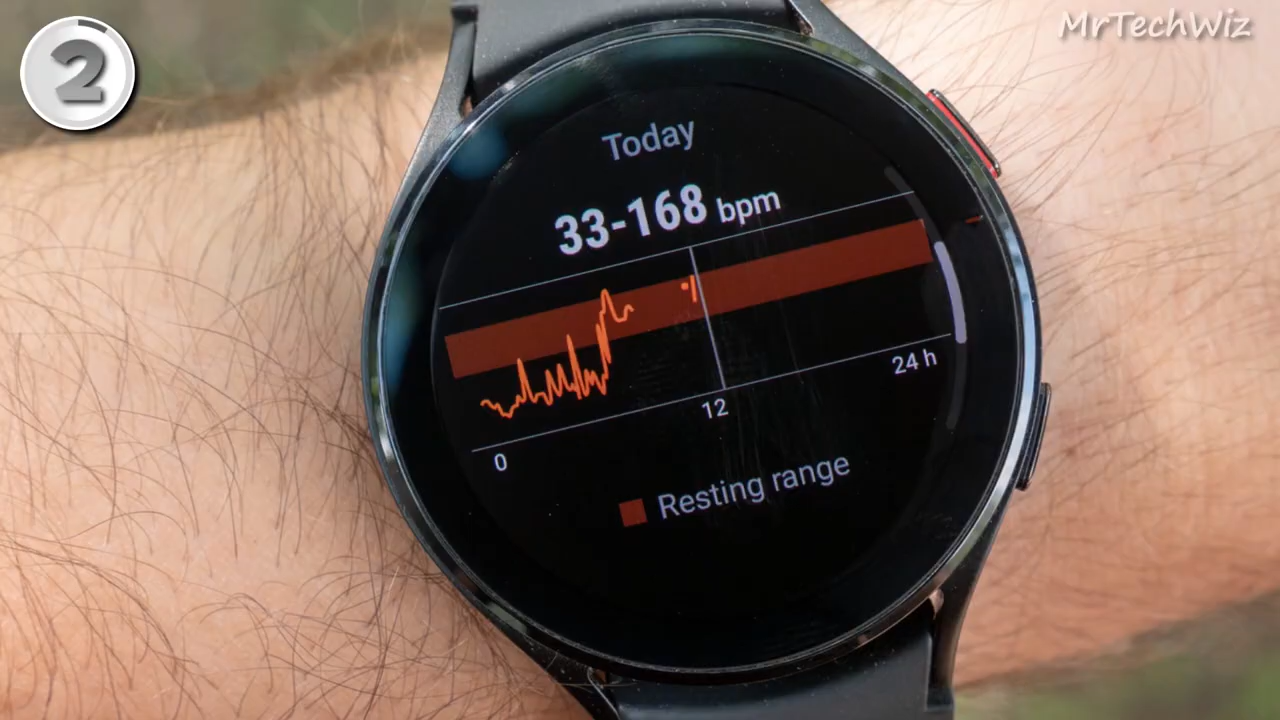 2
MrTechWiz
Today
33-168 bpm
0
12
24 h
Resting range